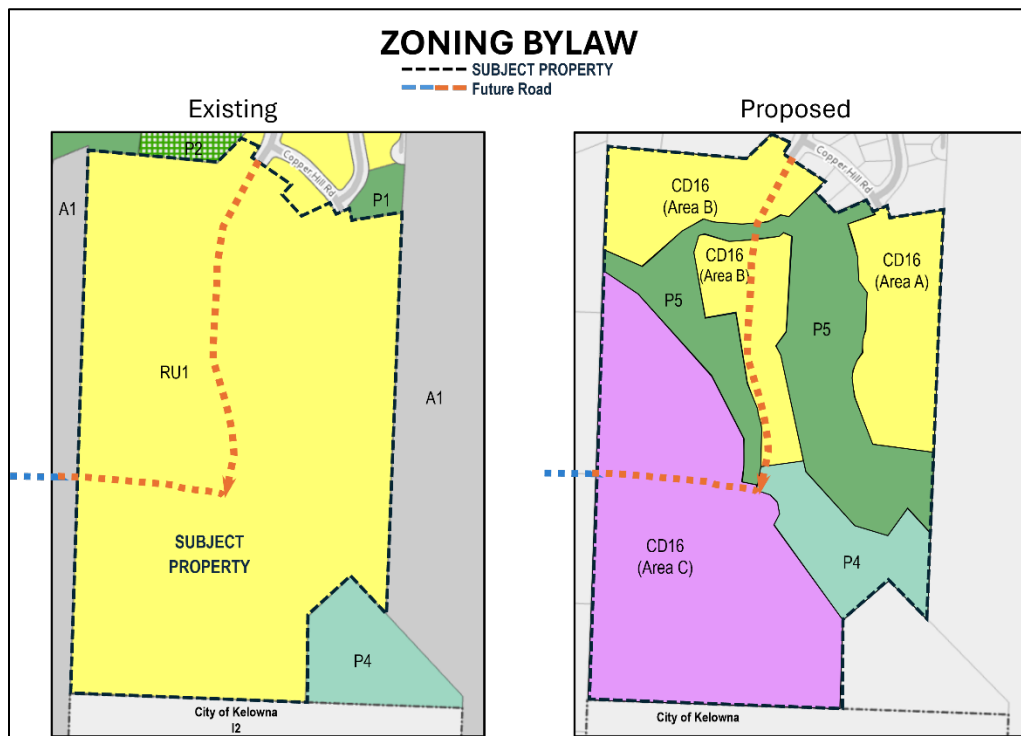 ZONING BYLAW
SUBJECT PROPERTY
Future Road
Existing
P2
Copper Hill Rd
A1
P1
RU1
A1
SUBJECT
PROPERTY
P4
City of Kelowna
I2
Proposed
Copper Hill Rd
CD16
(Area B)
CD16
(Area B)
CD16
(Area A)
P5
P5
CD16
(Area C)
P4
City of Kelowna